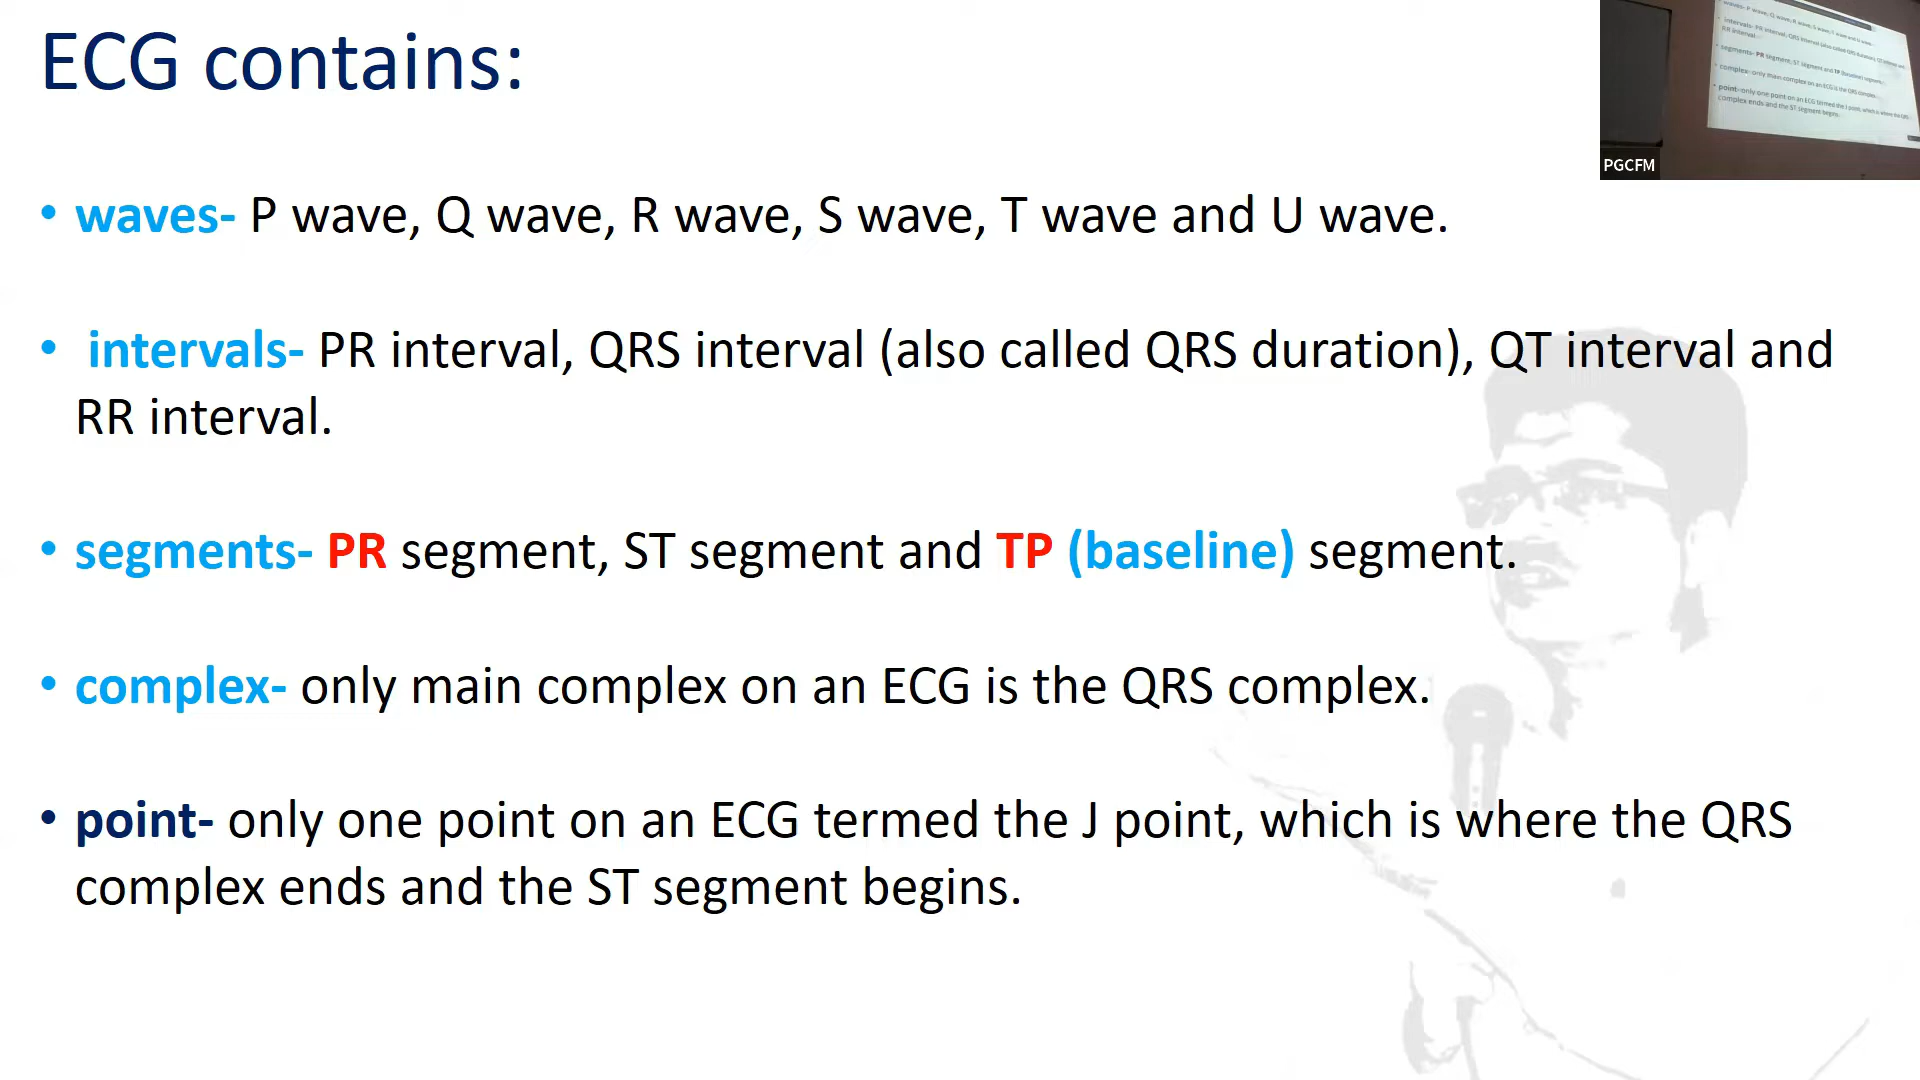 ECG contains:
• waves- P wave, Q wave, R wave, S wave, T wave and U wave.
• intervals- PR interval, QRS interval (also called QRS duration), QT interval and
RR interval.
• segments- PR segment, ST segment and TP (baseline) segment.
• complex- only main complex on an ECG is the QRS complex.
• point- only one point on an ECG termed the J point, which is where the QRS
complex ends and the ST segment begins.
PGCFM